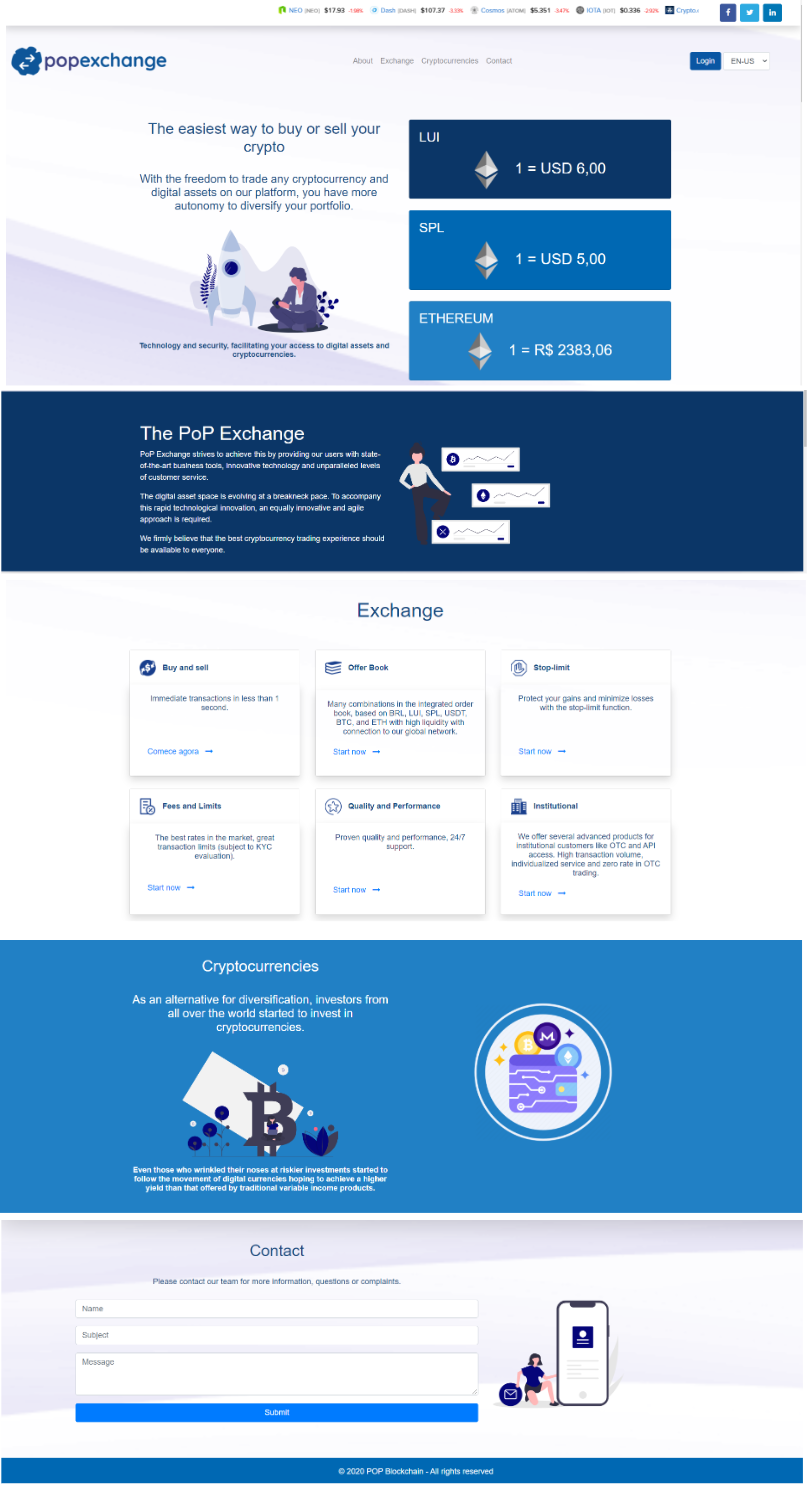 NEO (NEO) $17.93 -1.98% Dash (DASH) $107.37 -3.33% Cosmos (ATOM) $5.351 -3.47% IOTA (IOT) $0.336 -2.92% Crypto.
popexchange
About Exchange Cryptocurrencies Contact
Login EN-US
The easiest way to buy or sell your
crypto
With the freedom to trade any cryptocurrency and
digital assets on our platform, you have more
autonomy to diversify your portfolio.
Technology and security, facilitating your access to digital assets and
cryptocurrencies.
LUI
1 = USD 6,00
SPL
1 = USD 5,00
ETHEREUM
1 = R$ 2383,06
The PoP Exchange
PoP Exchange strives to achieve this by providing our users with state-
of-the-art business tools, innovative technology and unparalleled levels
of customer service.
The digital asset space is evolving at a breakneck pace. To accompany
this rapid technological innovation, an equally innovative and agile
approach is required.
We firmly believe that the best cryptocurrency trading experience should
be available to everyone.
Exchange
Buy and sell
Immediate transactions in less than 1
second.
Comece agora
Offer Book
Many combinations in the integrated order
book, based on BRL, LUI, SPL, USDT,
BTC, and ETH with high liquidity with
connection to our global network.
Start now
Stop-limit
Protect your gains and minimize losses
with the stop-limit function.
Start now
Fees and Limits
The best rates in the market, great
transaction limits (subject to KYC
evaluation).
Start now
Quality and Performance
Proven quality and performance, 24/7
support.
Start now
Institutional
We offer several advanced products for
institutional customers like OTC and API
access. High transaction volume,
individualized service and zero rate in OTC
trading.
Start now
Cryptocurrencies
As an alternative for diversification, investors from
all over the world started to invest in
cryptocurrencies.
Even those who wrinkled their noses at riskier investments started to
follow the movement of digital currencies hoping to achieve a higher
yield than that offered by traditional variable income products.
Contact
Please contact our team for more information, questions or complaints.
Name
Subject
Message
Submit
© 2020 POP Blockchain - All rights reserved